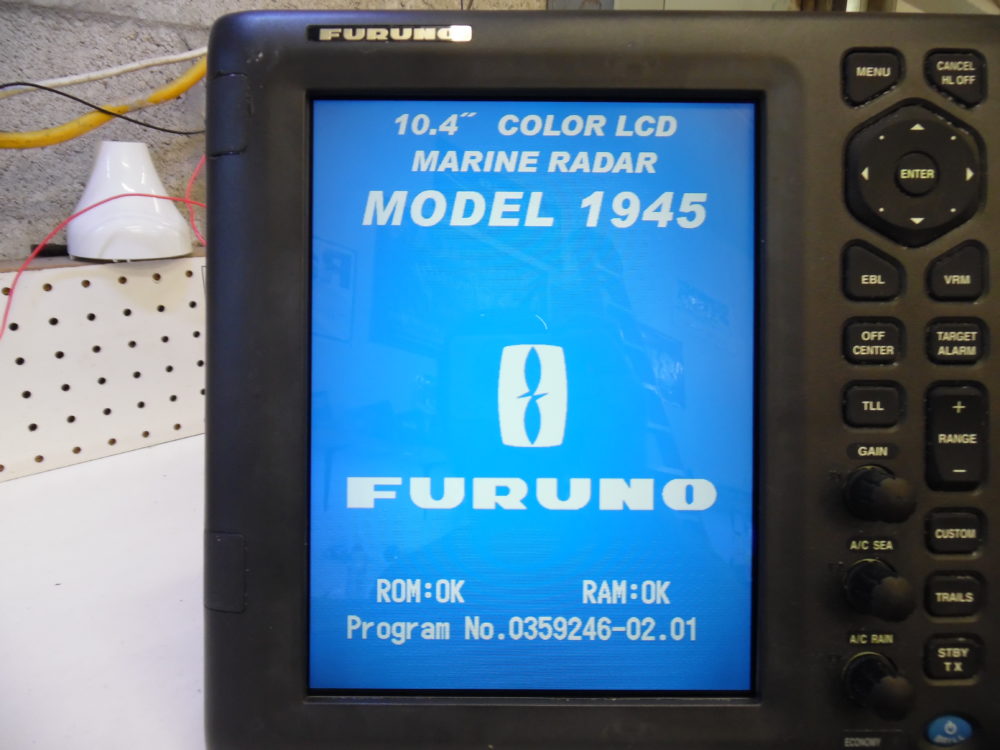 FURUNO
10.4″ COLOR LCD
MARINE RADAR
MODEL 1945
FURUNO
ROM:OK RAM:OK
Program No.0359246-02.01
MENU
CANCEL
HL OFF
ENTER
EBL
VRM
OFF
CENTER
TARGET
ALARM
TLL
+
RANGE
−
GAIN
CUSTOM
A/C SEA
TRAILS
A/C RAIN
STBY
TX
ECONOMY